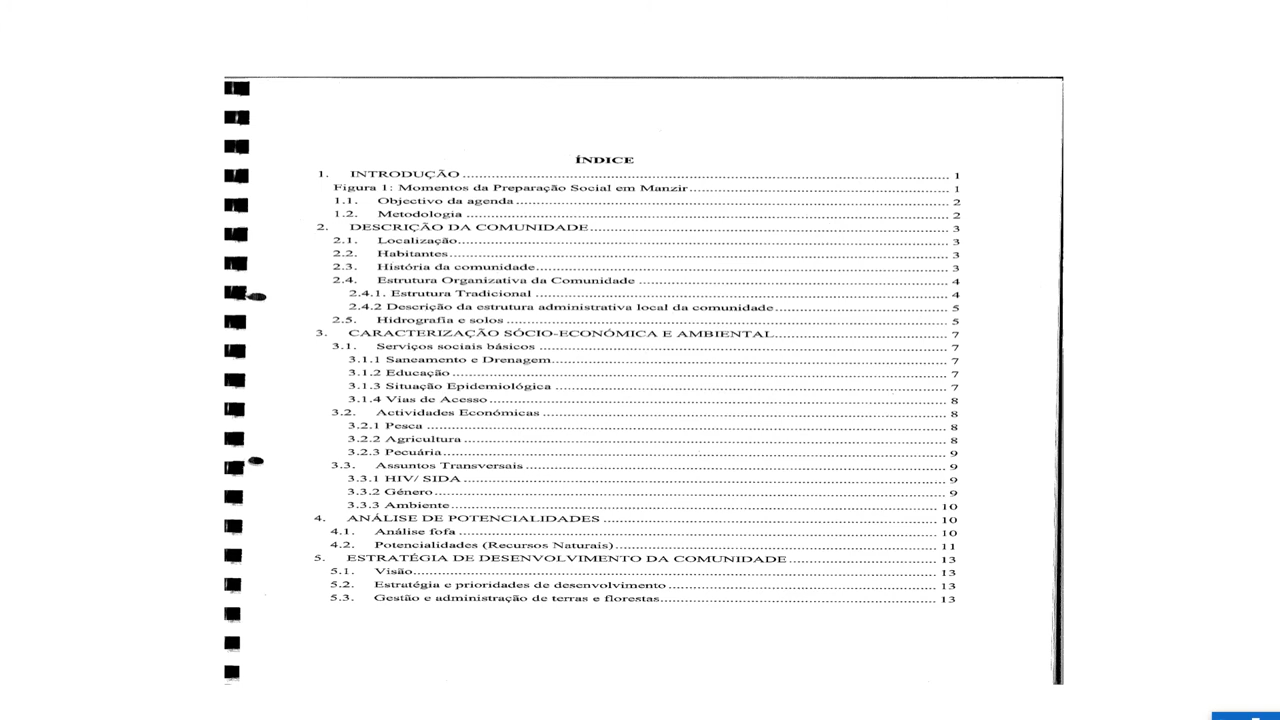 ÍNDICE
1. INTRODUÇÃO ........ 1
Figura 1: Momentos da Preparação Social em Manzir ........ 1
1.1. Objectivo da agenda ........ 2
1.2. Metodologia ........ 2
2. DESCRIÇÃO DA COMUNIDADE ........ 3
2.1. Localização ........ 3
2.2. Habitantes ........ 3
2.3. História da comunidade ........ 3
2.4. Estrutura Organizativa da Comunidade ........ 4
2.4.1. Estrutura Tradicional ........ 4
2.4.2 Descrição da estrutura administrativa local da comunidade ........ 5
2.5. Hidrografia e solos ........ 5
3. CARACTERIZAÇÃO SÓCIO-ECONÓMICA E AMBIENTAL ........ 7
3.1. Serviços sociais básicos ........ 7
3.1.1 Saneamento e Drenagem ........ 7
3.1.2 Educação ........ 7
3.1.3 Situação Epidemiológica ........ 7
3.1.4 Vias de Acesso ........ 8
3.2. Actividades Económicas ........ 8
3.2.1 Pesca ........ 8
3.2.2 Agricultura ........ 8
3.2.3 Pecuária ........ 9
3.3. Assuntos Transversais ........ 9
3.3.1 HIV/ SIDA ........ 9
3.3.2 Género ........ 9
3.3.3 Ambiente ........ 10
4. ANÁLISE DE POTENCIALIDADES ........ 10
4.1. Análise fofa ........ 10
4.2. Potencialidades (Recursos Naturais) ........ 11
5. ESTRATÉGIA DE DESENVOLVIMENTO DA COMUNIDADE ........ 13
5.1. Visão ........ 13
5.2. Estratégia e prioridades de desenvolvimento ........ 13
5.3. Gestão e administração de terras e florestas ........ 13